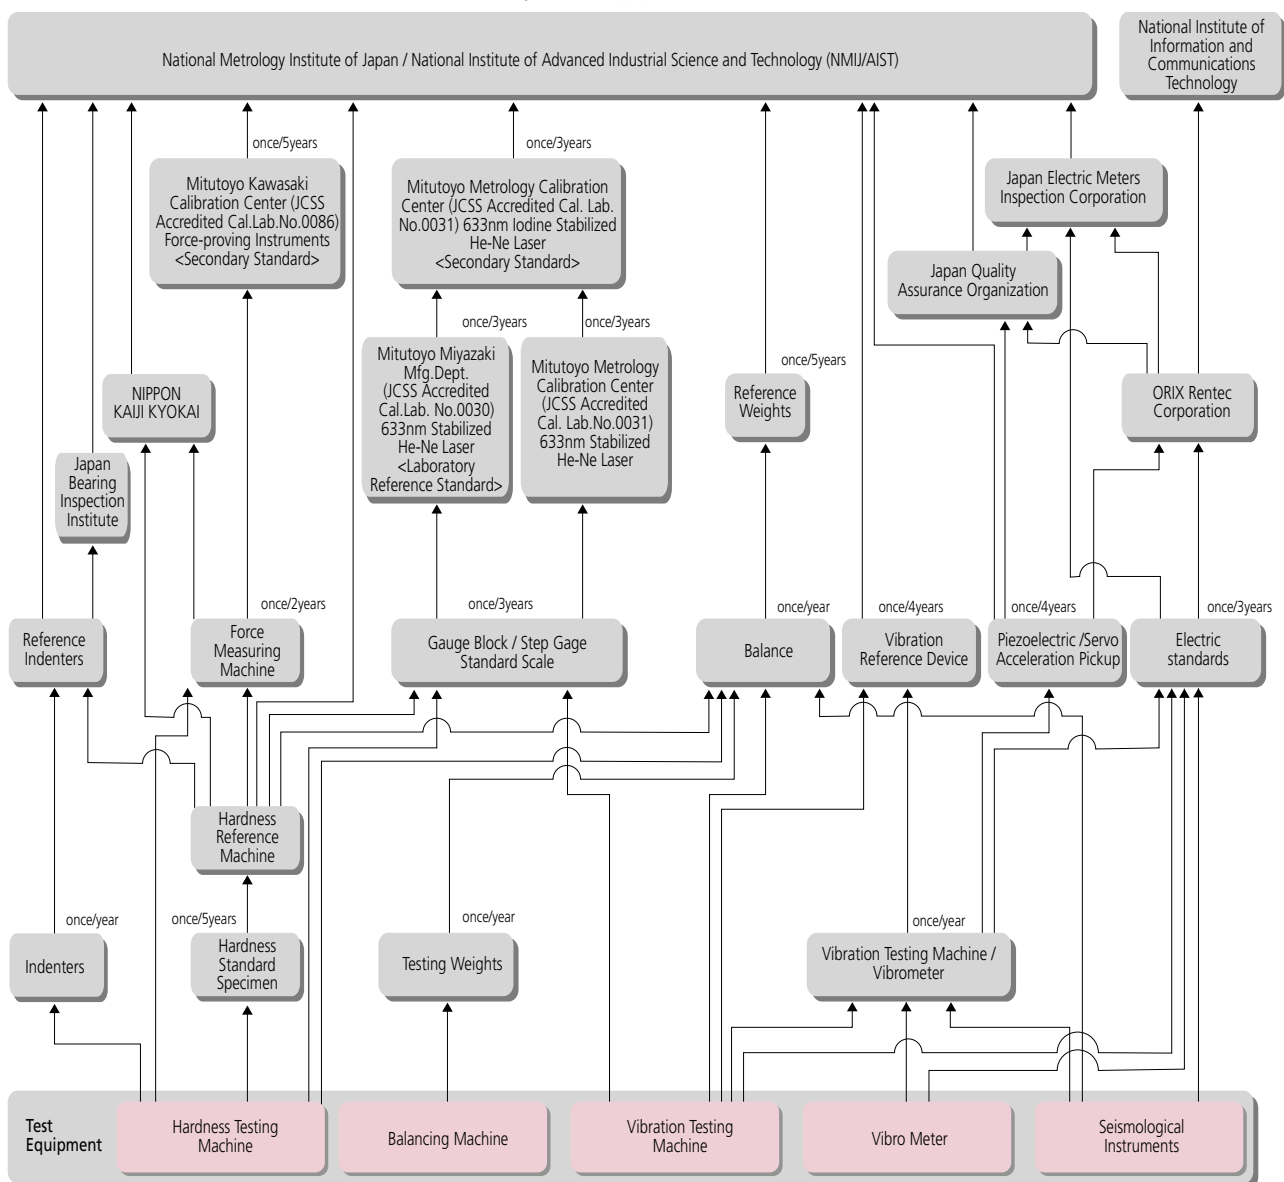 National Metrology Institute of Japan / National Institute of Advanced Industrial Science and Technology (NMIJ/AIST)
National Institute of
Information and
Communications
Technology
once/5years
once/3years
Mitutoyo Kawasaki
Calibration Center (JCSS
Accredited Cal.Lab.No.0086)
Force-proving Instruments
<Secondary Standard>
Mitutoyo Metrology Calibration
Center (JCSS Accredited Cal. Lab.
No.0031) 633nm Iodine Stabilized
He-Ne Laser
<Secondary Standard>
Japan Electric Meters
Inspection Corporation
Japan Quality
Assurance Organization
once/3years
once/3years
Mitutoyo Miyazaki
Mfg.Dept.
(JCSS Accredited
Cal.Lab. No.0030)
633nm Stabilized
He-Ne Laser
<Laboratory
Reference Standard>
Mitutoyo Metrology
Calibration Center
(JCSS Accredited
Cal. Lab.No.0031)
633nm Stabilized
He-Ne Laser
once/5years
NIPPON
KAIJI KYOKAI
Reference
Weights
ORIX Rentec
Corporation
Japan
Bearing
Inspection
Institute
once/2years
once/3years
once/year
once/4years
once/4years
once/3years
Reference
Indenters
Force
Measuring
Machine
Gauge Block / Step Gage
Standard Scale
Balance
Vibration
Reference Device
Piezoelectric /Servo
Acceleration Pickup
Electric
standards
Hardness
Reference
Machine
once/year
once/5years
once/year
once/year
Indenters
Hardness
Standard
Specimen
Testing Weights
Vibration Testing Machine /
Vibrometer
Test
Equipment
Hardness Testing
Machine
Balancing Machine
Vibration Testing
Machine
Vibro Meter
Seismological
Instruments